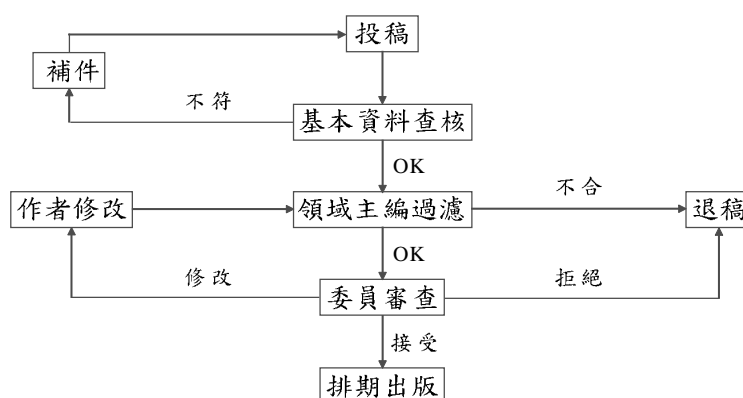 投稿
補件
不符
基本資料查核
OK
不合
作者修改
領域主編過濾
退稿
OK
修改
拒絕
委員審查
接受
排期出版